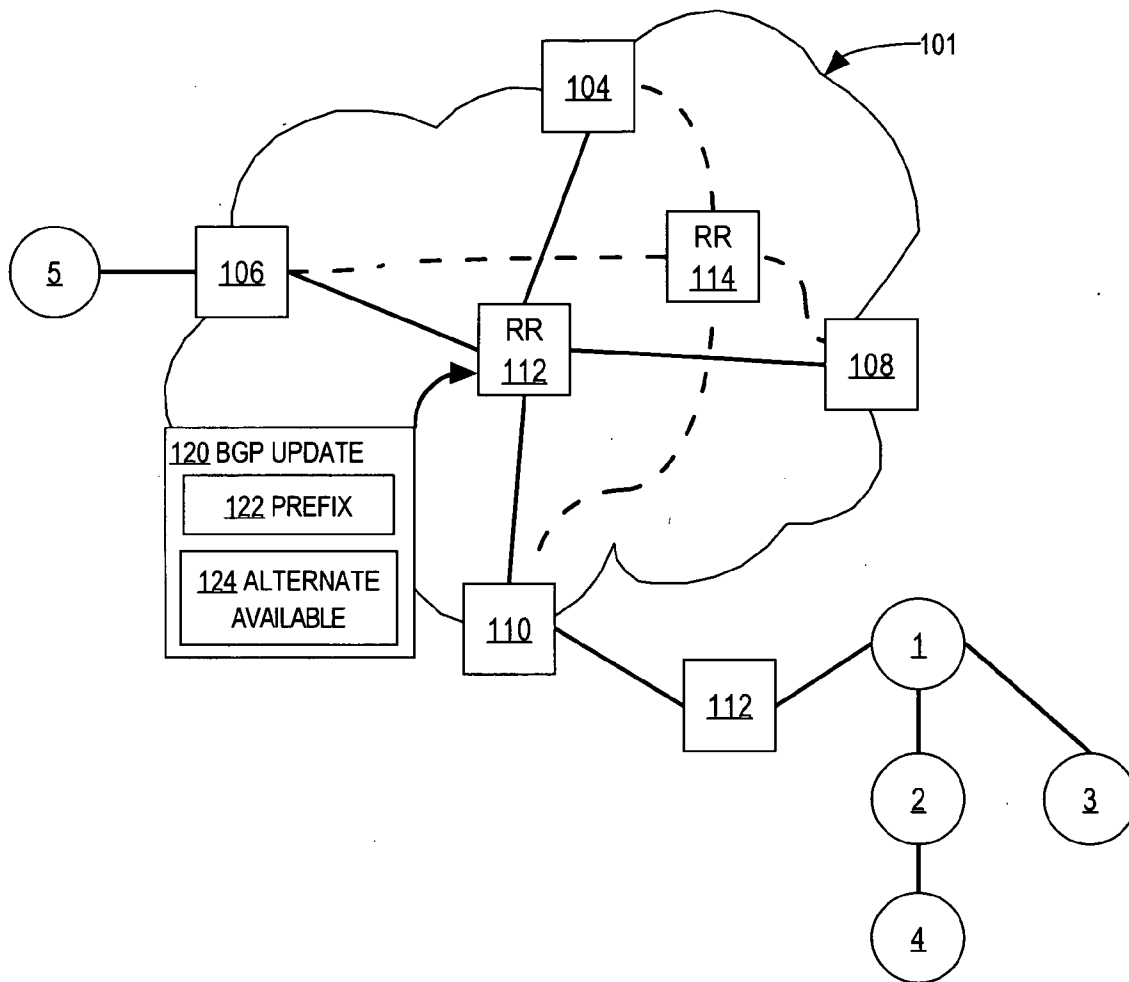 101
104
RR
114
5
106
RR
112
108
120 BGP UPDATE
122 PREFIX
124 ALTERNATE
AVAILABLE
110
1
112
2
3
4